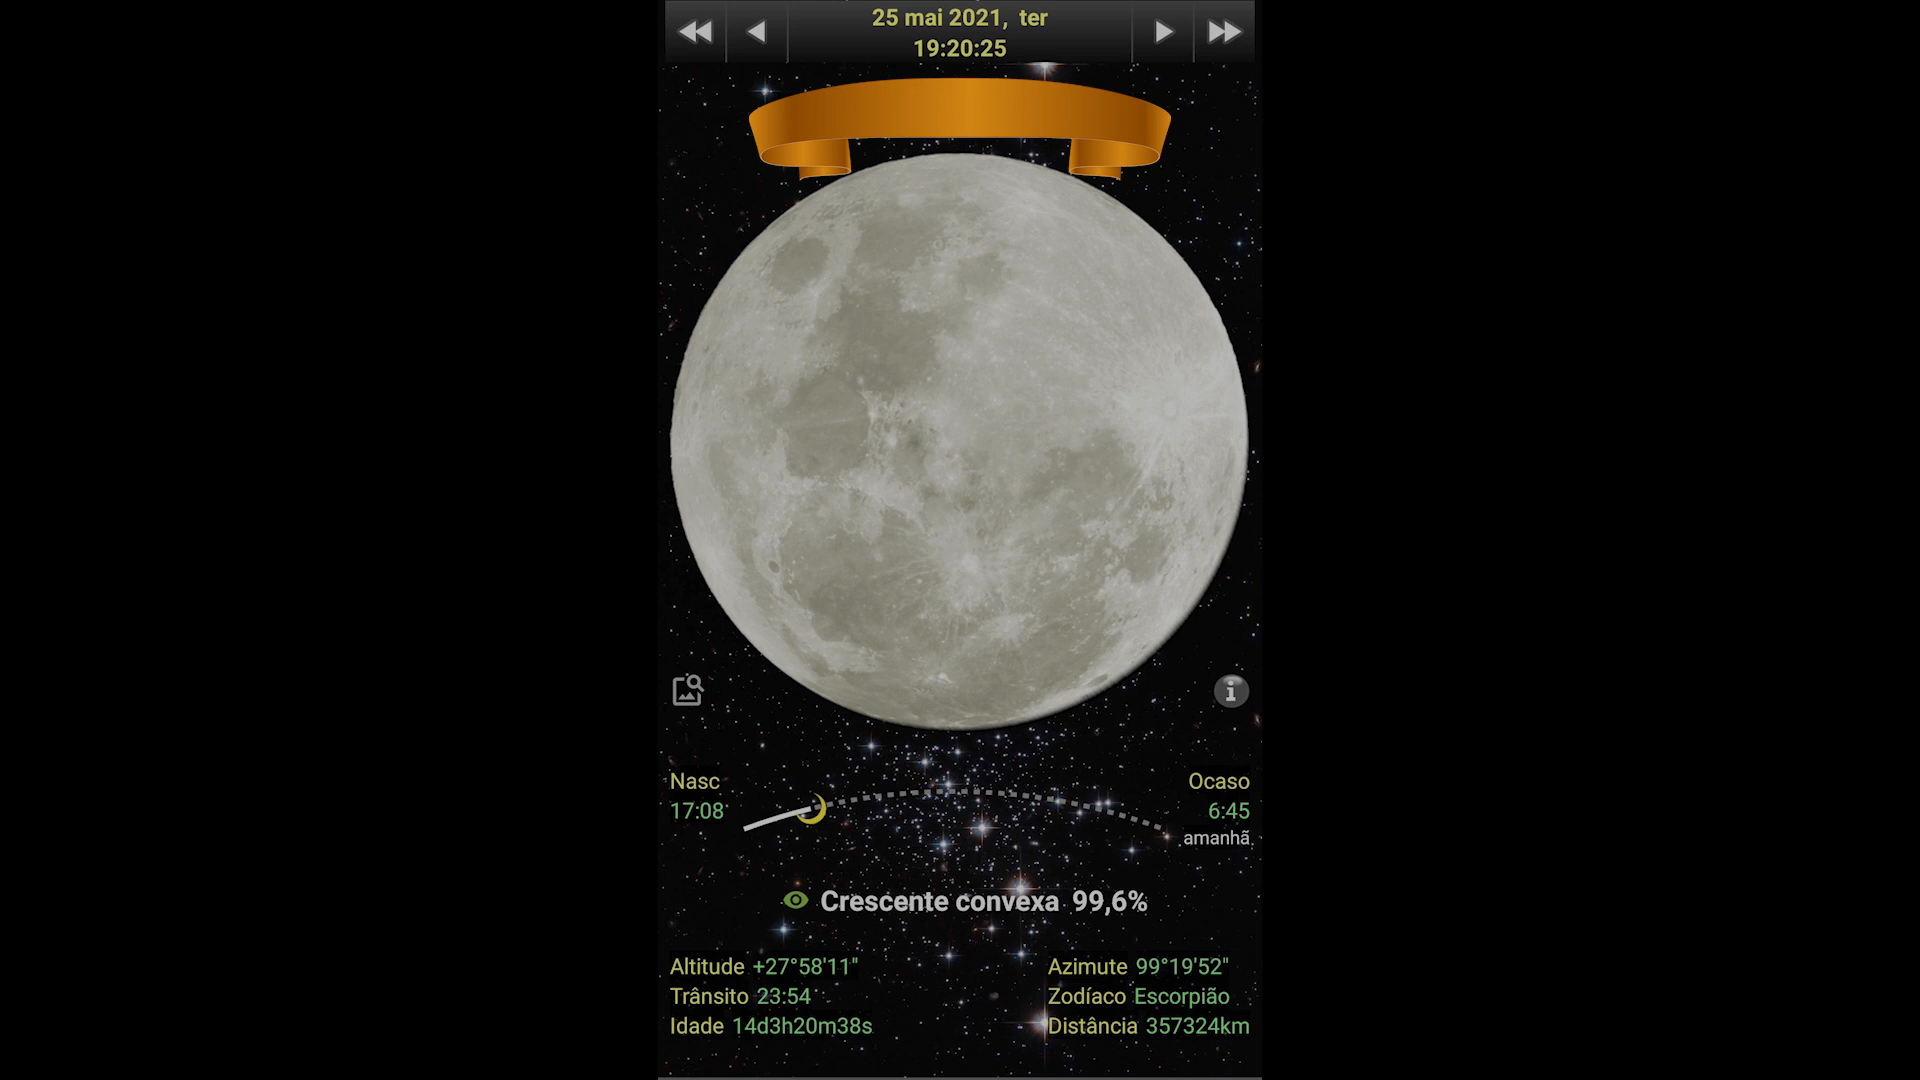 25 mai 2021, ter
19:20:25
Nasc
17:08
Ocaso
6:45
amanhã
Crescente convexa 99,6%
Altitude +27°58'11"
Trânsito 23:54
Idade 14d3h20m38s
Azimute 99°19'52"
Zodíaco Escorpião
Distância 357324km